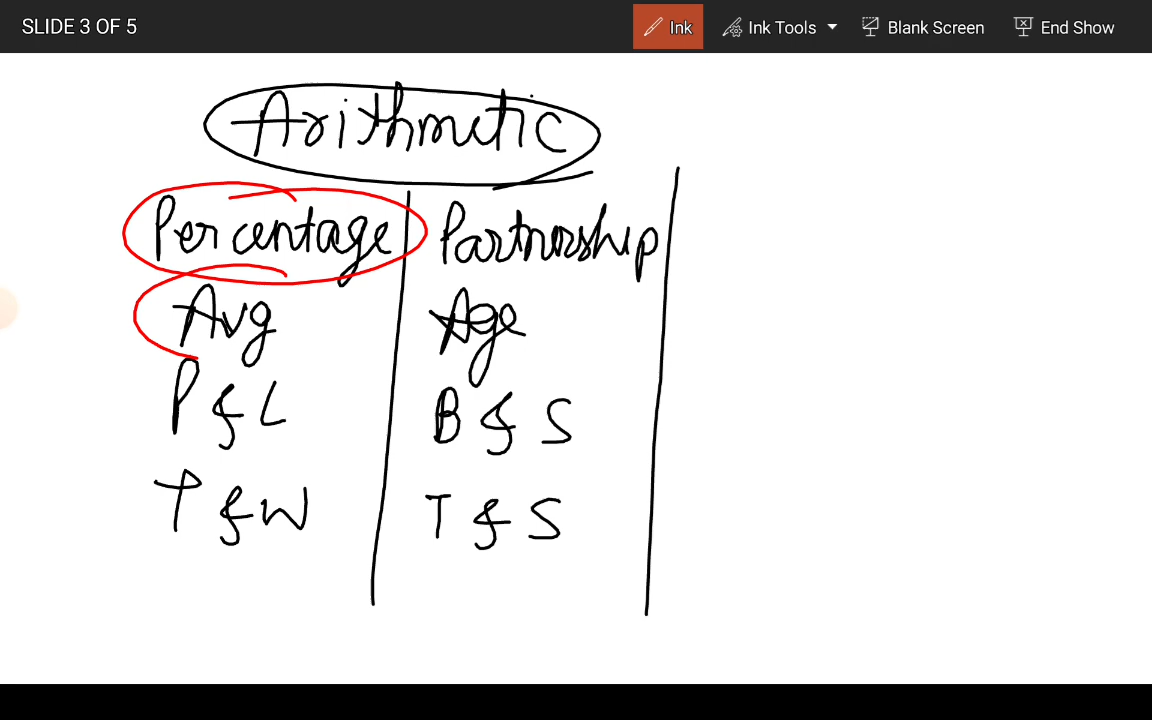 SLIDE 3 OF 5 Ink Ink Tools Blank Screen End Show
Arithmetic
Percentage Partnership
Avg Age
P & L B & S
T & W T & S